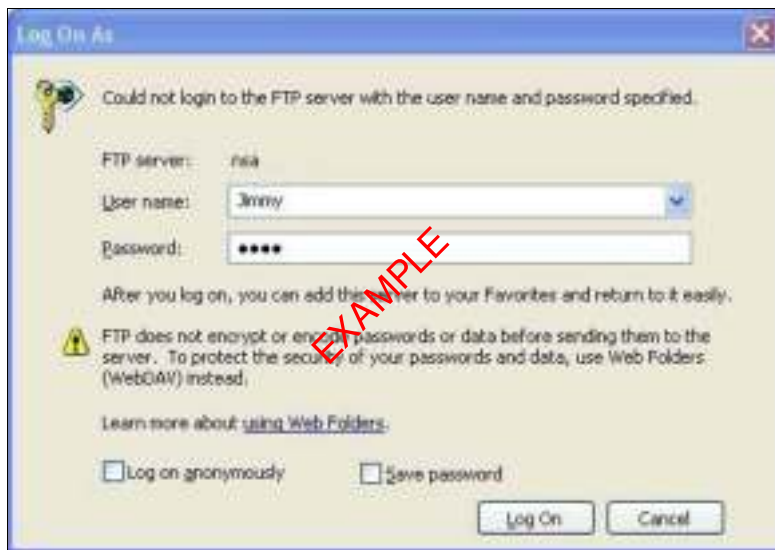 Log On As
Could not login to the FTP server with the user name and password specified.
FTP server: nsa
User name: Jimmy
Password: ••••
After you log on, you can add this server to your Favorites and return to it easily.
FTP does not encrypt or encode passwords or data before sending them to the
server. To protect the security of your passwords and data, use Web Folders
(WebDAV) instead.
Learn more about using Web Folders.
Log on anonymously Save password
Log On Cancel
EXAMPLE